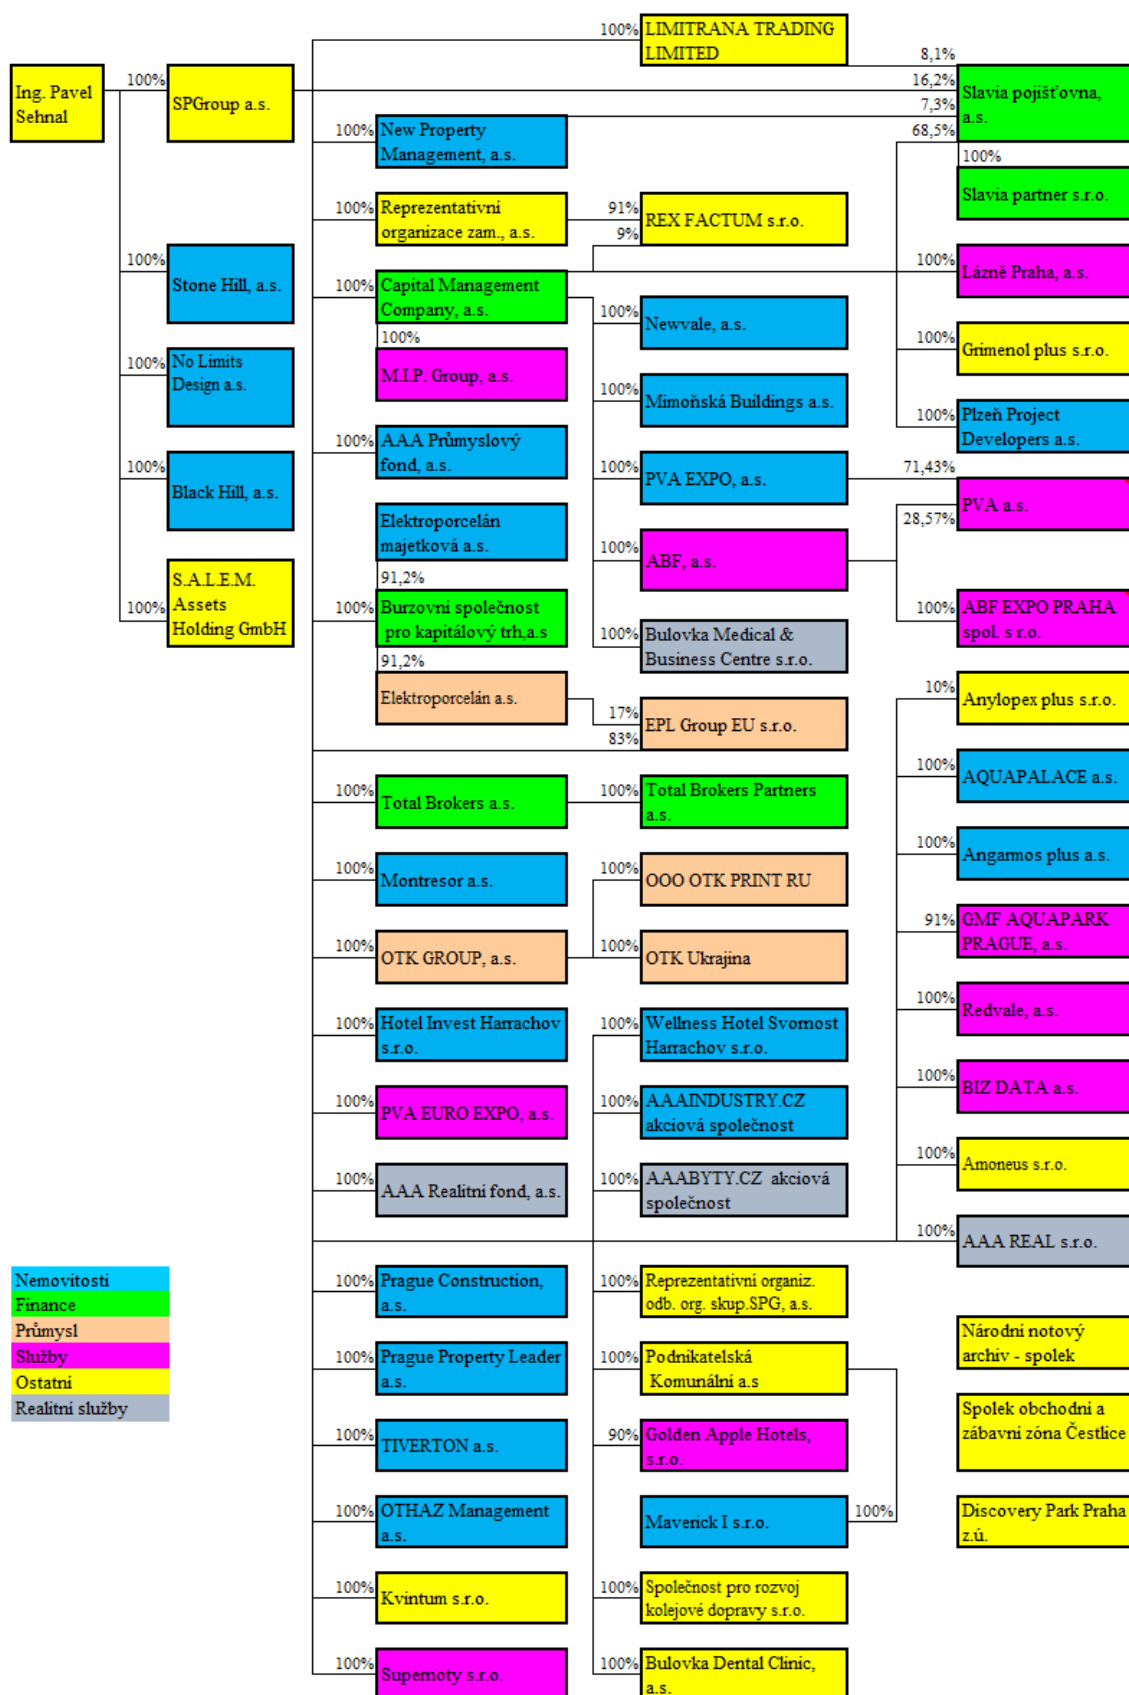 100%
LIMITRANA TRADING
LIMITED
8,1%
Ing. Pavel
Sehnal
100%
SPGroup a.s.
16,2%
Slavia pojišťovna,
a.s.
7,3%
68,5%
100%
New Property
Management, a.s.
100%
Slavia partner s.r.o.
100%
Reprezentativní
organizace zam., a.s.
91%
REX FACTUM s.r.o.
9%
100%
Stone Hill, a.s.
100%
Capital Management
Company, a.s.
100%
Lázně Praha, a.s.
100%
Newvale, a.s.
100%
Grimenol plus s.r.o.
100%
No Limits
Design a.s.
100%
M.I.P. Group, a.s.
100%
Mimoňská Buildings a.s.
100%
Plzeň Project
Developers a.s.
100%
AAA Průmyslový
fond, a.s.
100%
Black Hill, a.s.
100%
PVA EXPO, a.s.
71,43%
PVA a.s.
28,57%
Elektroporcelán
majetková a.s.
100%
ABF, a.s.
91,2%
100%
S.A.L.E.M.
Assets
Holding GmbH
100%
Burzovní společnost
pro kapitálový trh,a.s
100%
ABF EXPO PRAHA
spol. s r.o.
100%
Bulovka Medical &
Business Centre s.r.o.
91,2%
Elektroporcelán a.s.
17%
EPL Group EU s.r.o.
83%
10%
Anylopex plus s.r.o.
100%
AQUAPALACE a.s.
100%
Total Brokers a.s.
100%
Total Brokers Partners
a.s.
100%
Angarmos plus a.s.
100%
Montresor a.s.
100%
OOO OTK PRINT RU
91%
GMF AQUAPARK
PRAGUE, a.s.
100%
OTK GROUP, a.s.
100%
OTK Ukrajina
100%
Redvale, a.s.
100%
Hotel Invest Harrachov
s.r.o.
100%
Wellness Hotel Svornost
Harrachov s.r.o.
100%
BIZ DATA a.s.
100%
PVA EURO EXPO, a.s.
100%
AAAINDUSTRY.CZ
akciová společnost
100%
Amoneus s.r.o.
100%
AAA Realitní fond, a.s.
100%
AAABYTY.CZ akciová
společnost
100%
AAA REAL s.r.o.
Nemovitosti
Finance
Průmysl
Služby
Ostatní
Realitní služby
100%
Prague Construction,
a.s.
100%
Reprezentativní organiz.
odb. org. skup.SPG, a.s.
Národní notový
archiv - spolek
100%
Prague Property Leader
a.s.
100%
Podnikatelská
Komunální a.s
Spolek obchodní a
zábavní zóna Čestlice
100%
TIVERTON a.s.
90%
Golden Apple Hotels,
s.r.o.
100%
OTHAZ Management
a.s.
Maverick I s.r.o.
100%
Discovery Park Praha
z.ú.
100%
Kvintum s.r.o.
100%
Společnost pro rozvoj
kolejové dopravy s.r.o.
100%
Supernoty s.r.o.
100%
Bulovka Dental Clinic,
a.s.